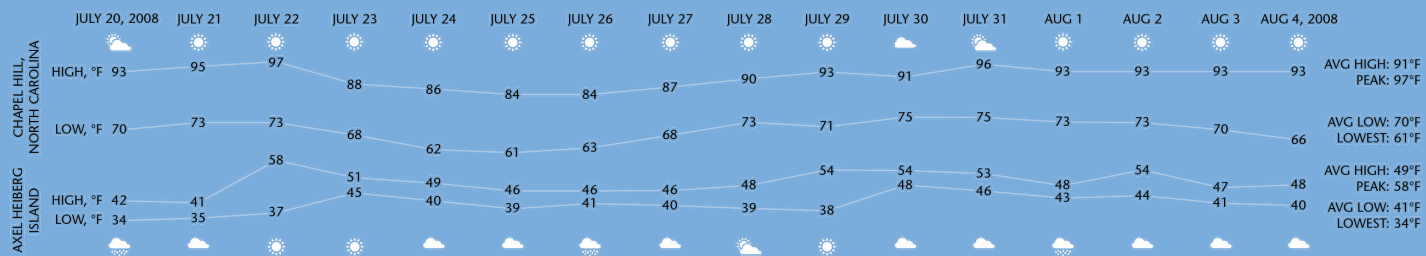 JULY 20, 2008 JULY 21 JULY 22 JULY 23 JULY 24 JULY 25 JULY 26 JULY 27 JULY 28 JULY 29 JULY 30 JULY 31 AUG 1 AUG 2 AUG 3 AUG 4, 2008
CHAPEL HILL,
NORTH CAROLINA
HIGH, °F 93 95 97 88 86 84 84 87 90 93 91 96 93 93 93 93
AVG HIGH: 91°F
PEAK: 97°F
LOW, °F 70 73 73 68 62 61 63 68 73 71 75 75 73 73 70 66
AVG LOW: 70°F
LOWEST: 61°F
AXEL HEIBERG
ISLAND
HIGH, °F 42 41 58 51 49 46 46 46 48 54 54 53 48 54 47 48
AVG HIGH: 49°F
PEAK: 58°F
LOW, °F 34 35 37 45 40 39 41 40 39 38 48 46 43 44 41 40
AVG LOW: 41°F
LOWEST: 34°F